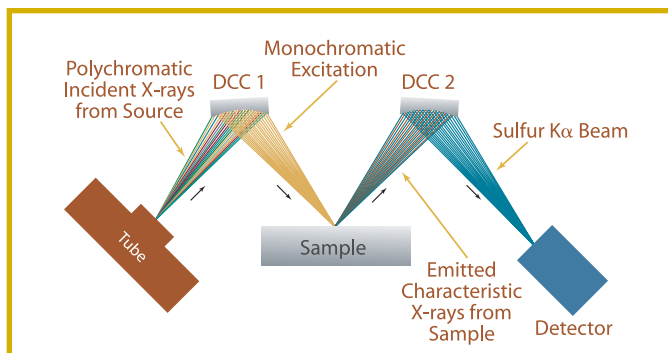 Polychromatic
Incident X-rays
from Source
DCC 1
Monochromatic
Excitation
DCC 2
Sulfur Kα Beam
Tube
Sample
Emitted
Characteristic
X-rays from
Sample
Detector